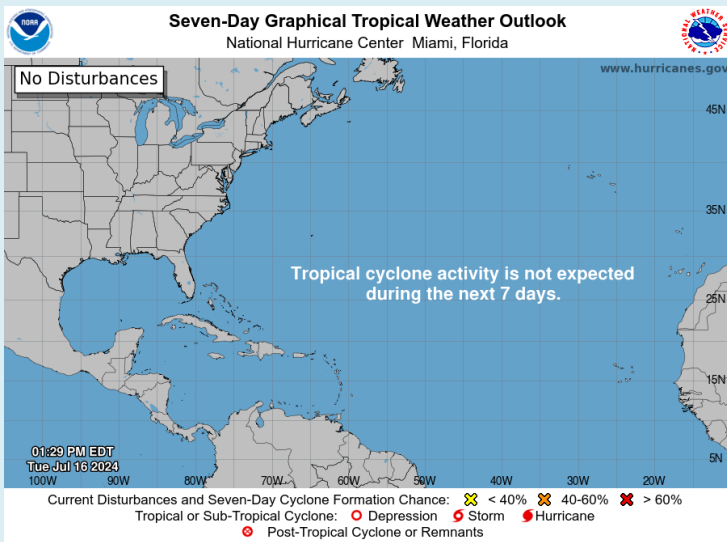 Seven-Day Graphical Tropical Weather Outlook
National Hurricane Center Miami, Florida
NOAA
No Disturbances
www.hurricanes.gov
45N
35N
Tropical cyclone activity is not expected
during the next 7 days.
25N
15N
01:29 PM EDT
Tue Jul 16 2024
5N
100W 90W 80W 70W 60W 50W 40W 30W 20W
Current Disturbances and Seven-Day Cyclone Formation Chance: < 40% 40-60% > 60%
Tropical or Sub-Tropical Cyclone: Depression Storm Hurricane
Post-Tropical Cyclone or Remnants